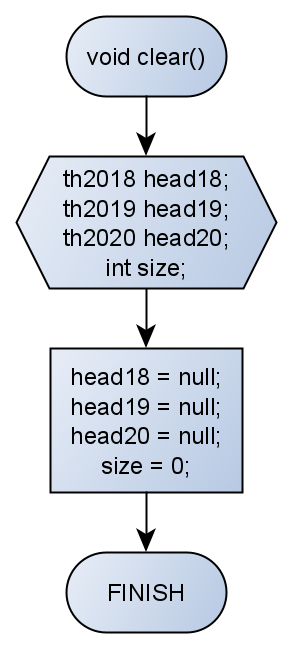 void clear()
th2018 head18;
th2019 head19;
th2020 head20;
int size;
head18 = null;
head19 = null;
head20 = null;
size = 0;
FINISH